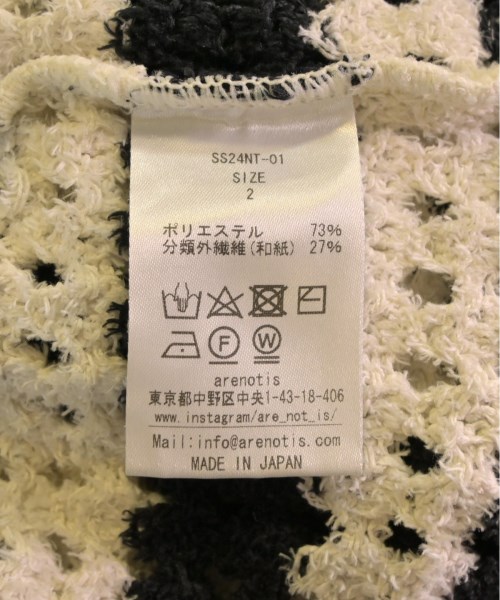 SS24NT-01
SIZE
2
ポリエステル 73%
分類外繊維(和紙) 27%
F W
arenotis
東京都中野区中央1-43-18-406
www.instagram/are_not_is/
Mail:info@arenotis.com
MADE IN JAPAN